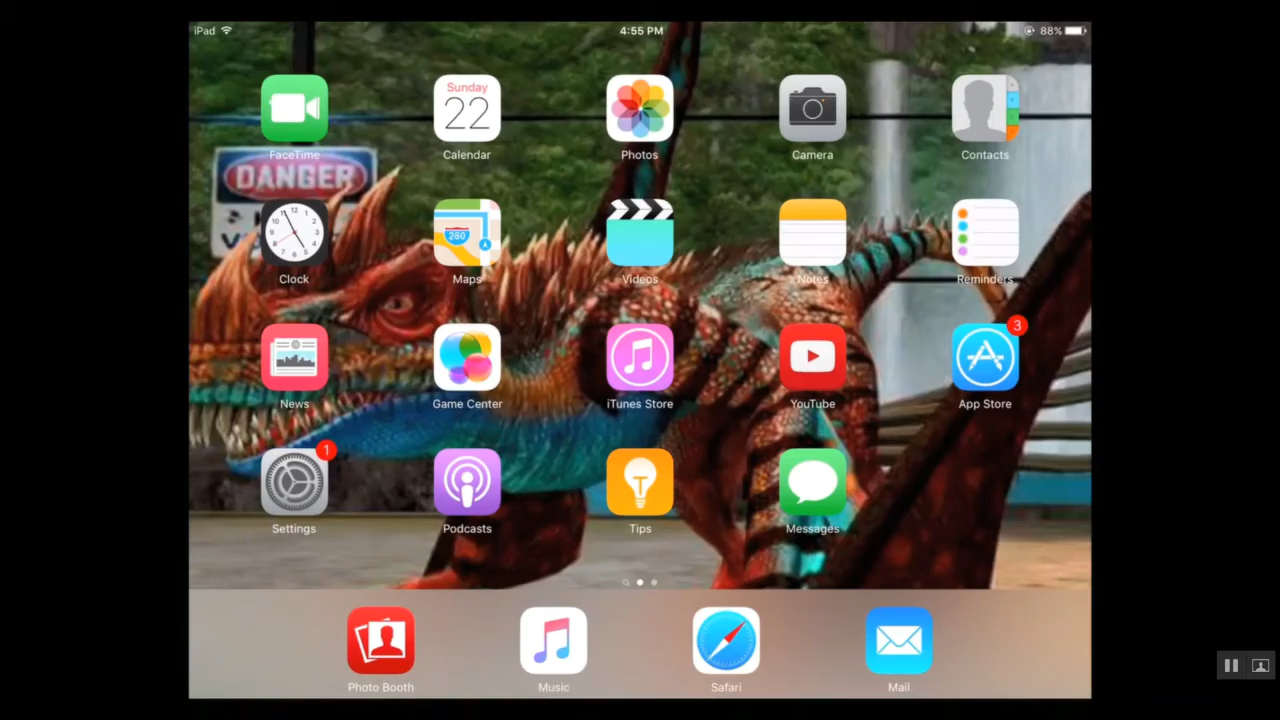 iPad 4:55 PM 88%
Sunday
22
FaceTime Calendar Photos Camera Contacts
DANGER
280
Clock Maps Videos Notes Reminders
3
News Game Center iTunes Store YouTube App Store
1
Settings Podcasts Tips Messages
Photo Booth Music Safari Mail